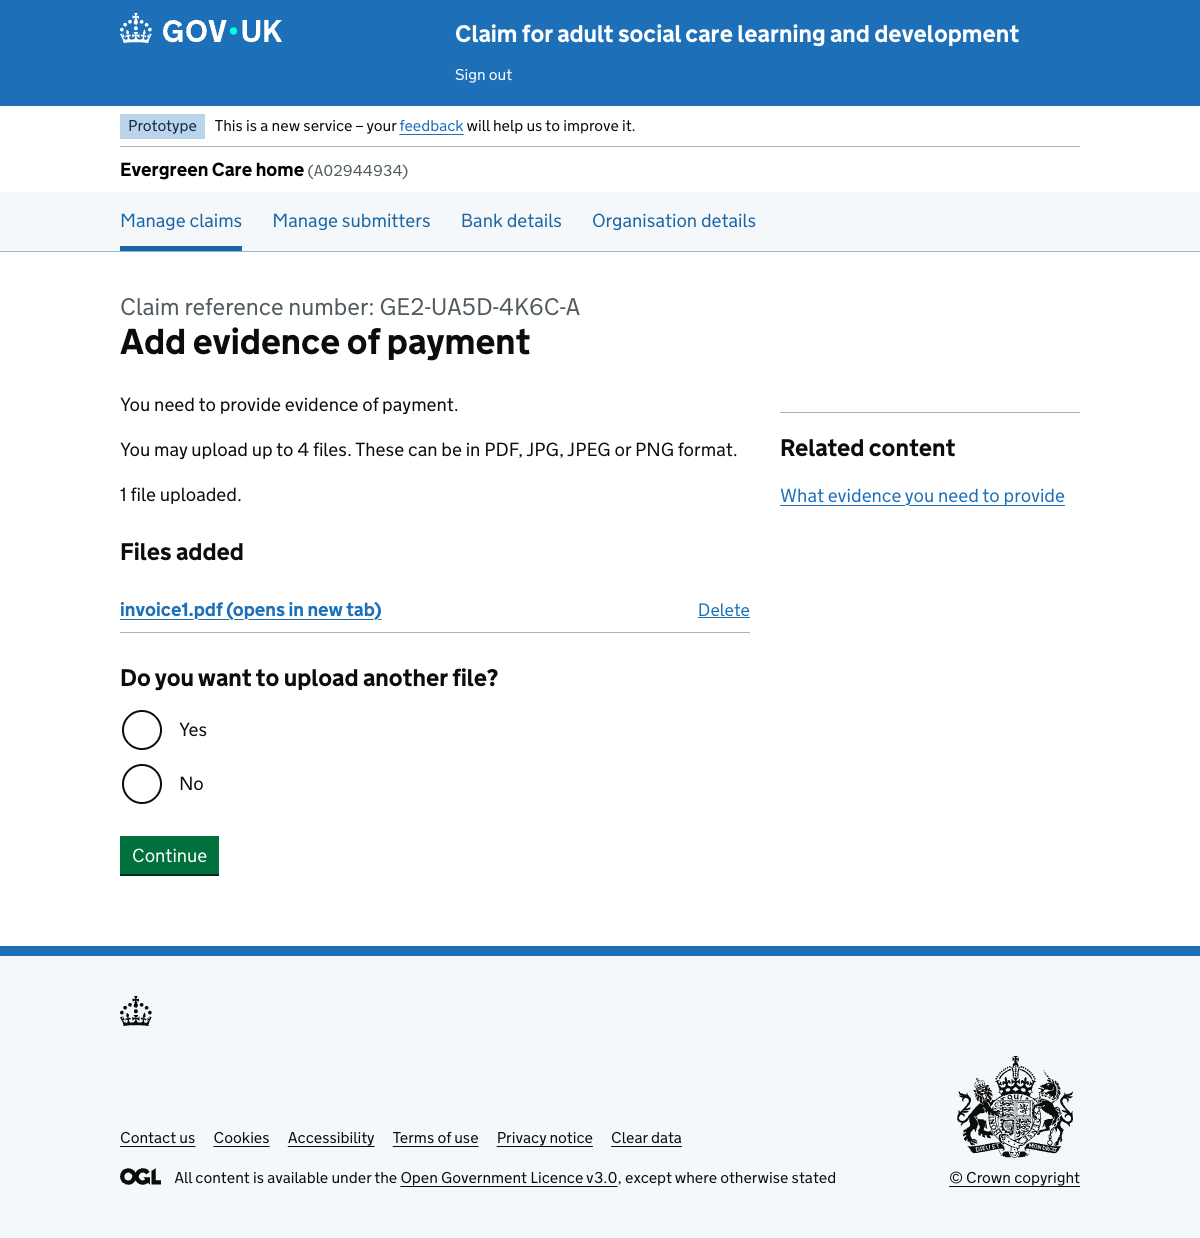 GOV·UK
Claim for adult social care learning and development
Sign out
Prototype This is a new service – your feedback will help us to improve it.
Evergreen Care home (A02944934)
Manage claims Manage submitters Bank details Organisation details
Claim reference number: GE2-UA5D-4K6C-A
Add evidence of payment
You need to provide evidence of payment.
You may upload up to 4 files. These can be in PDF, JPG, JPEG or PNG format.
1 file uploaded.
Related content
What evidence you need to provide
Files added
invoice1.pdf (opens in new tab) Delete
Do you want to upload another file?
Yes
No
Continue
Contact us Cookies Accessibility Terms of use Privacy notice Clear data
OGL All content is available under the Open Government Licence v3.0, except where otherwise stated
© Crown copyright